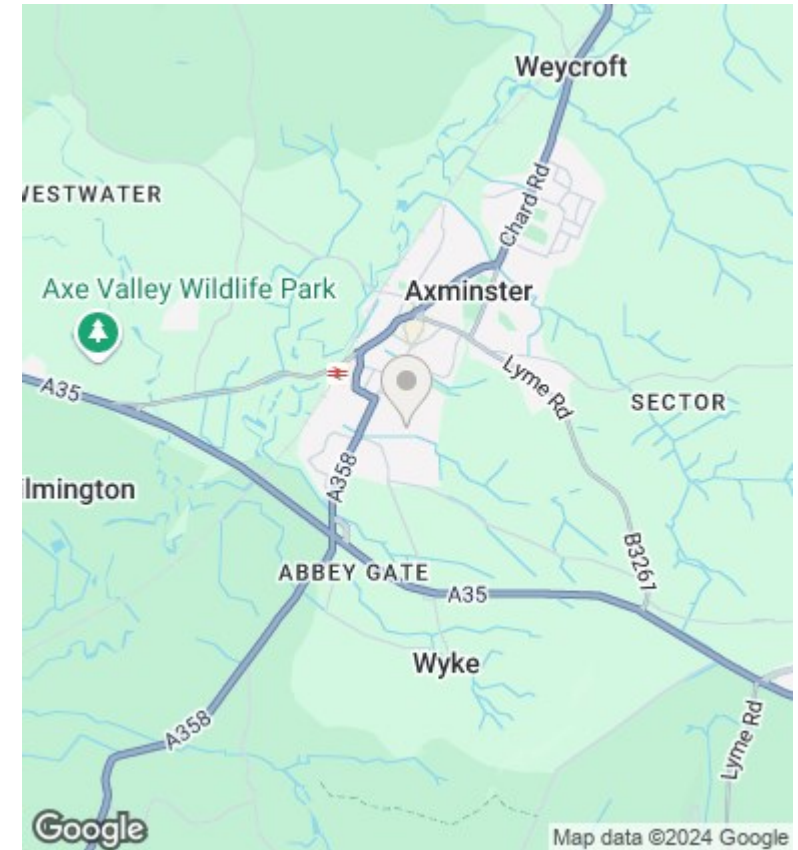 Weycroft
VESTWATER
Chard Rd
Axe Valley Wildlife Park
Axminster
A35
Lyme Rd
SECTOR
ilmington
A358
B3261
ABBEY GATE
A35
Wyke
A358
Lyme Rd
Google
Map data ©2024 Google